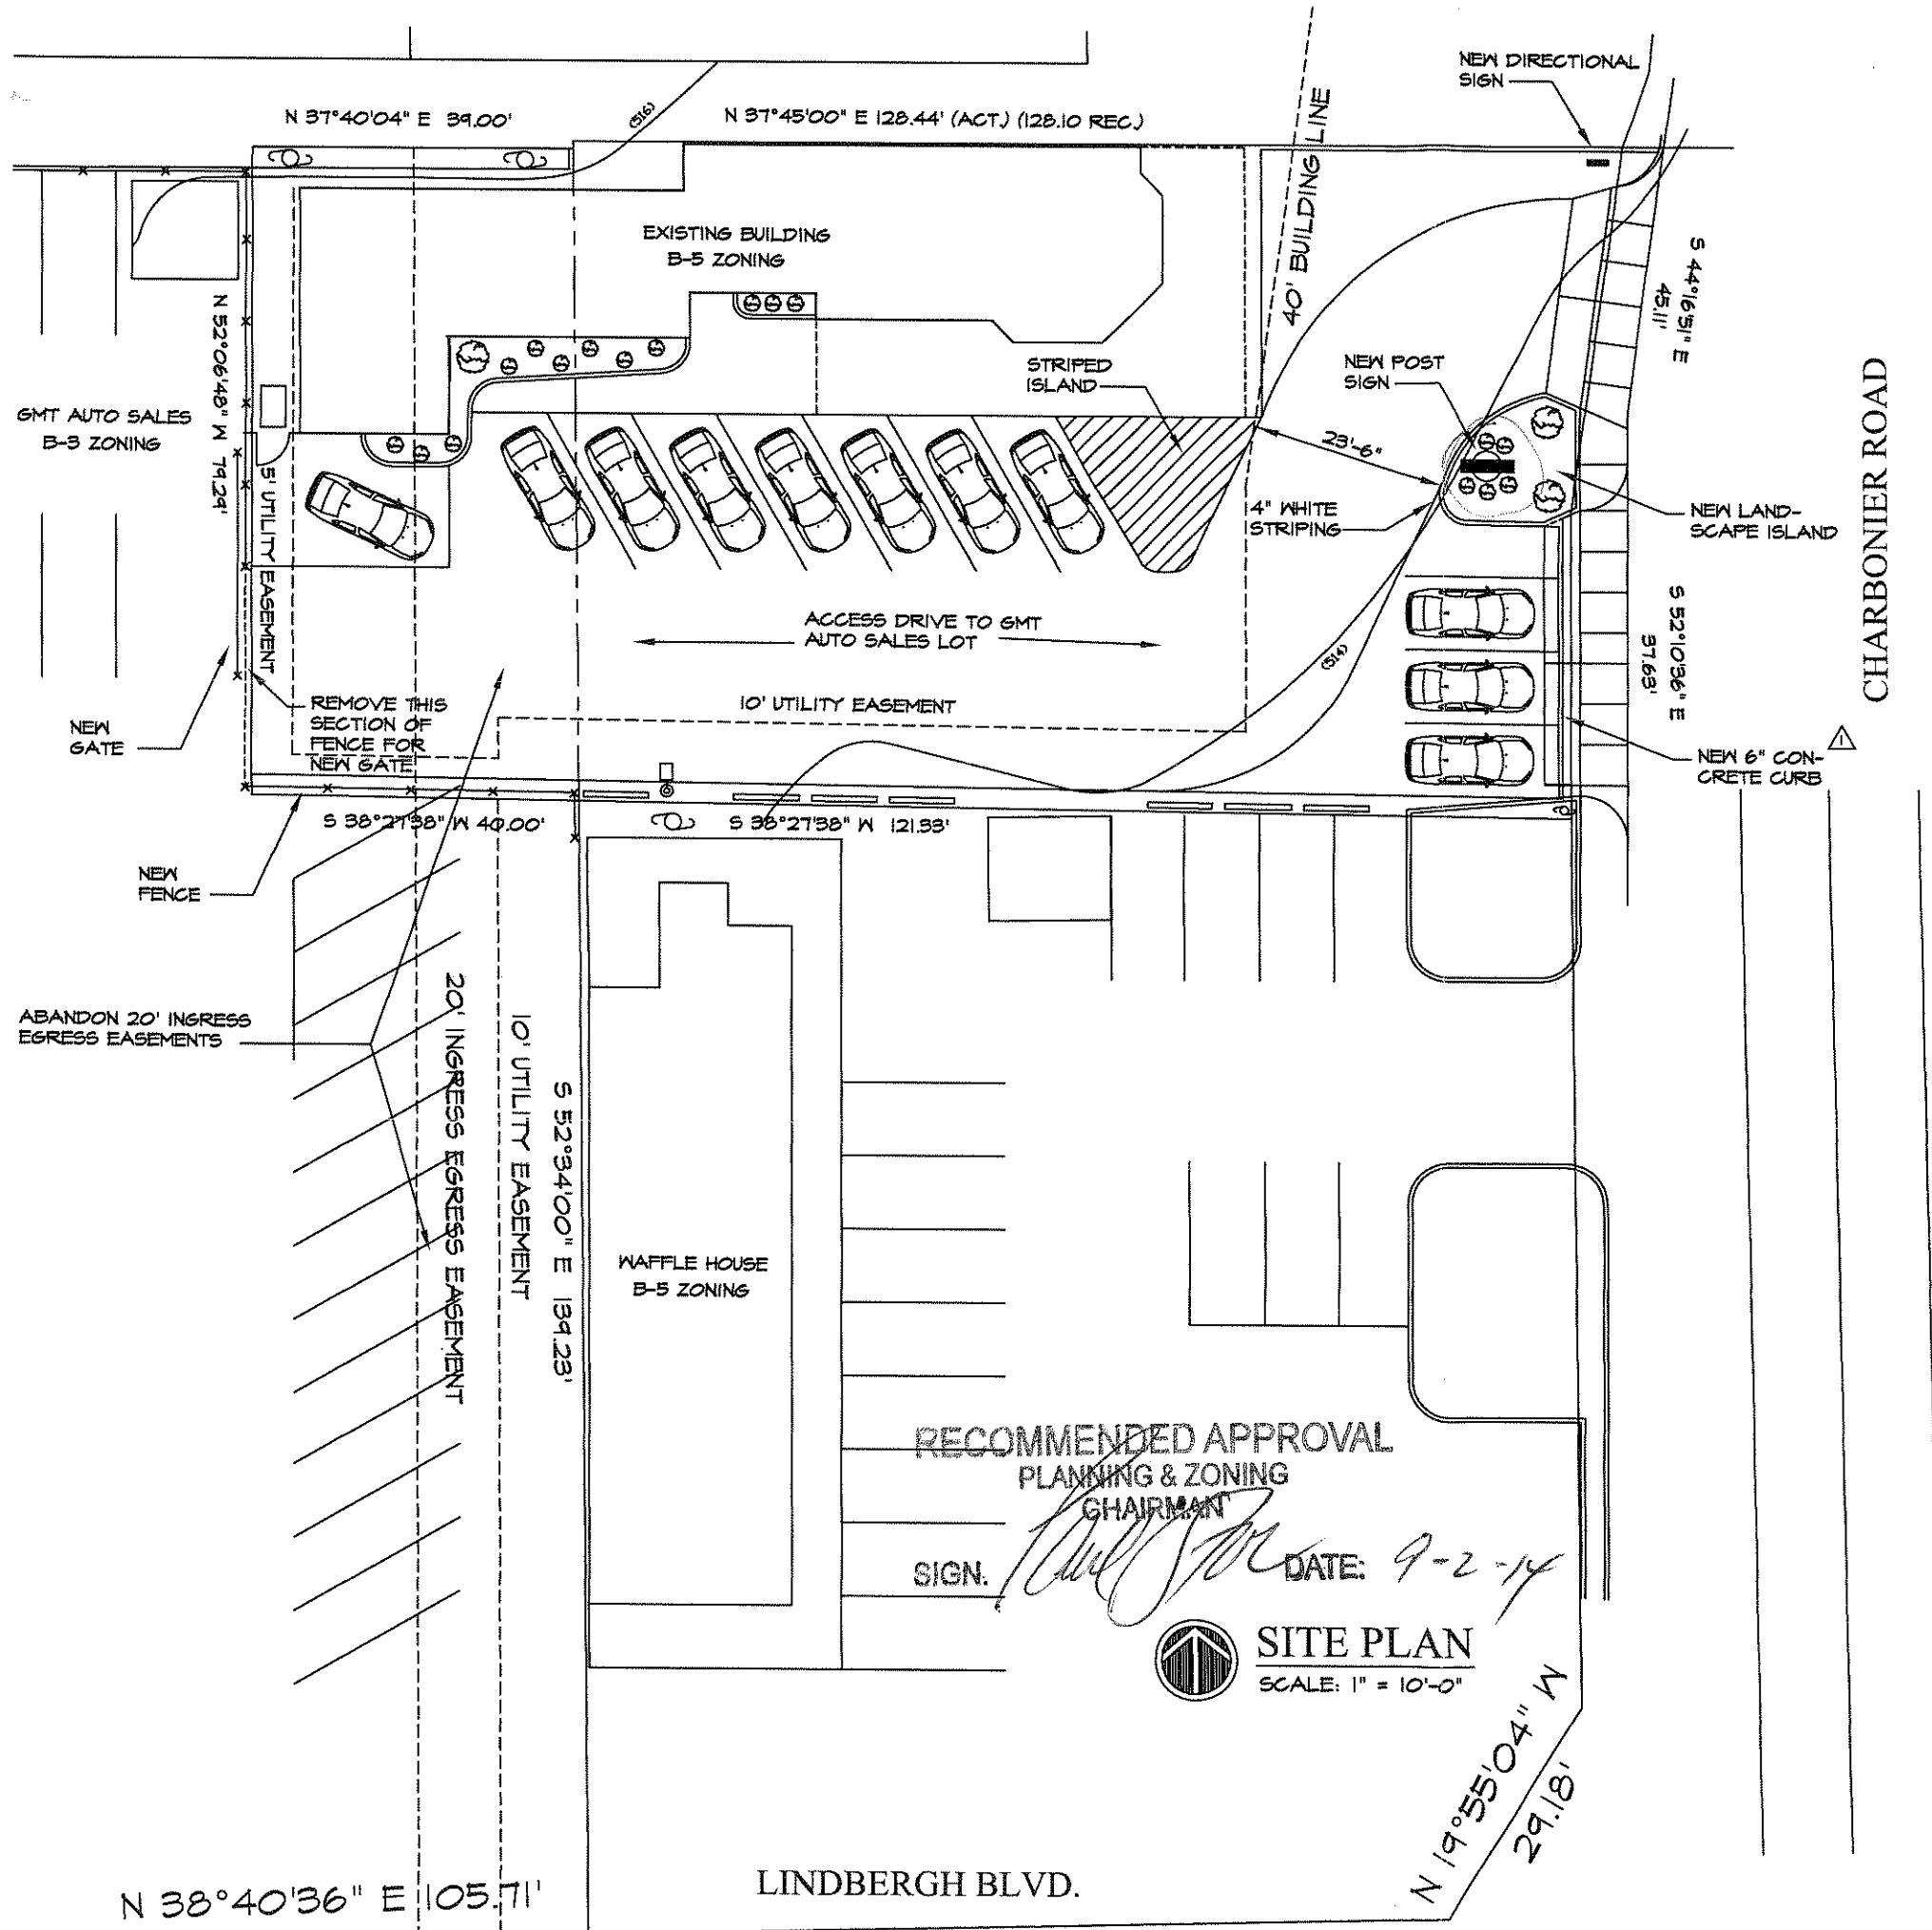 NEW DIRECTIONAL
SIGN
N 37°40'04" E 39.00'
(516)
N 37°45'00" E 128.44' (ACT.) (128.10 REC.)
40' BUILDING LINE
EXISTING BUILDING
B-5 ZONING
S 44°16'51" E
45.11'
N 52°06'48" W 79.29'
GMT AUTO SALES
B-3 ZONING
STRIPED
ISLAND
NEW POST
SIGN
CHARBONIER ROAD
23'-6"
5' UTILITY EASEMENT
4" WHITE
STRIPING
NEW LAND-
SCAPE ISLAND
ACCESS DRIVE TO GMT
AUTO SALES LOT
(514)
S 52°10'36" E
37.63'
REMOVE THIS
SECTION OF
FENCE FOR
NEW GATE
10' UTILITY EASEMENT
NEW
GATE
NEW 6" CON-
CRETE CURB
1
S 38°27'38" W 40.00'
S 38°27'38" W 121.33'
NEW
FENCE
ABANDON 20' INGRESS
EGRESS EASEMENTS
20' INGRESS EGRESS EASEMENT
10' UTILITY EASEMENT
S 52°34'00" E 139.23'
WAFFLE HOUSE
B-5 ZONING
RECOMMENDED APPROVAL
PLANNING & ZONING
CHAIRMAN
SIGN.
DATE: 9-2-14
SITE PLAN
SCALE: 1" = 10'-0"
N 19°55'04" W
29.18'
LINDBERGH BLVD.
N 38°40'36" E 105.71'